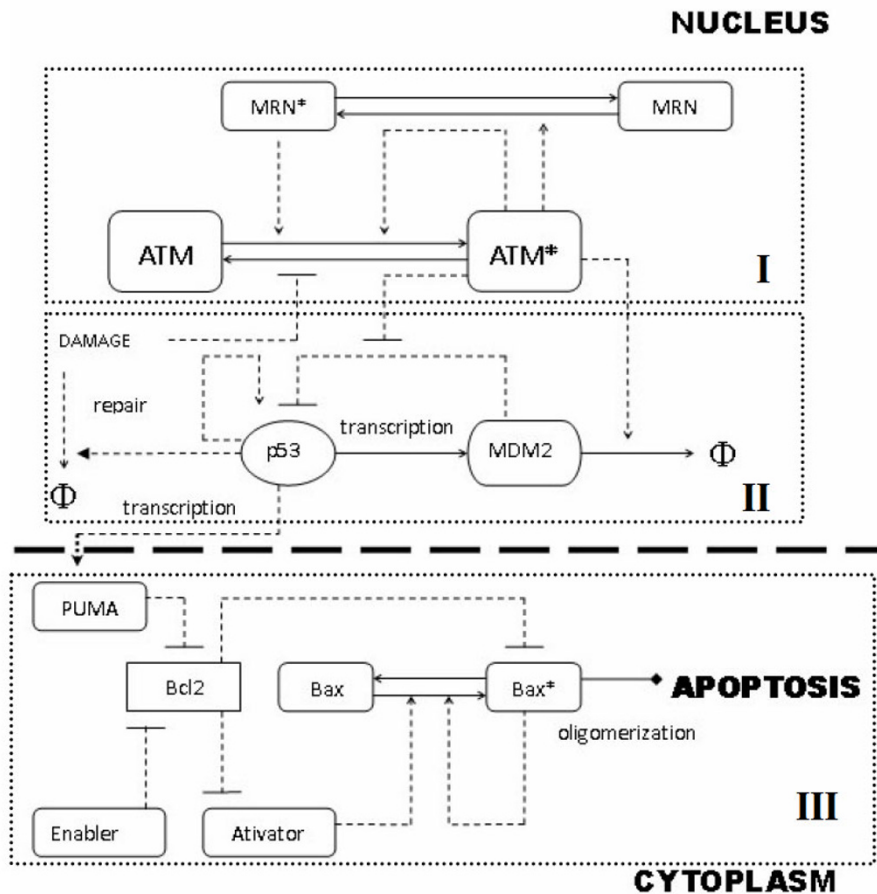 NUCLEUS
MRN*
MRN
ATM
ATM*
I
DAMAGE
repair
p53
transcription
MDM2
Φ
Φ
transcription
II
PUMA
Bcl2
Bax
Bax*
APOPTOSIS
oligomerization
Enabler
Ativator
III
CYTOPLASM